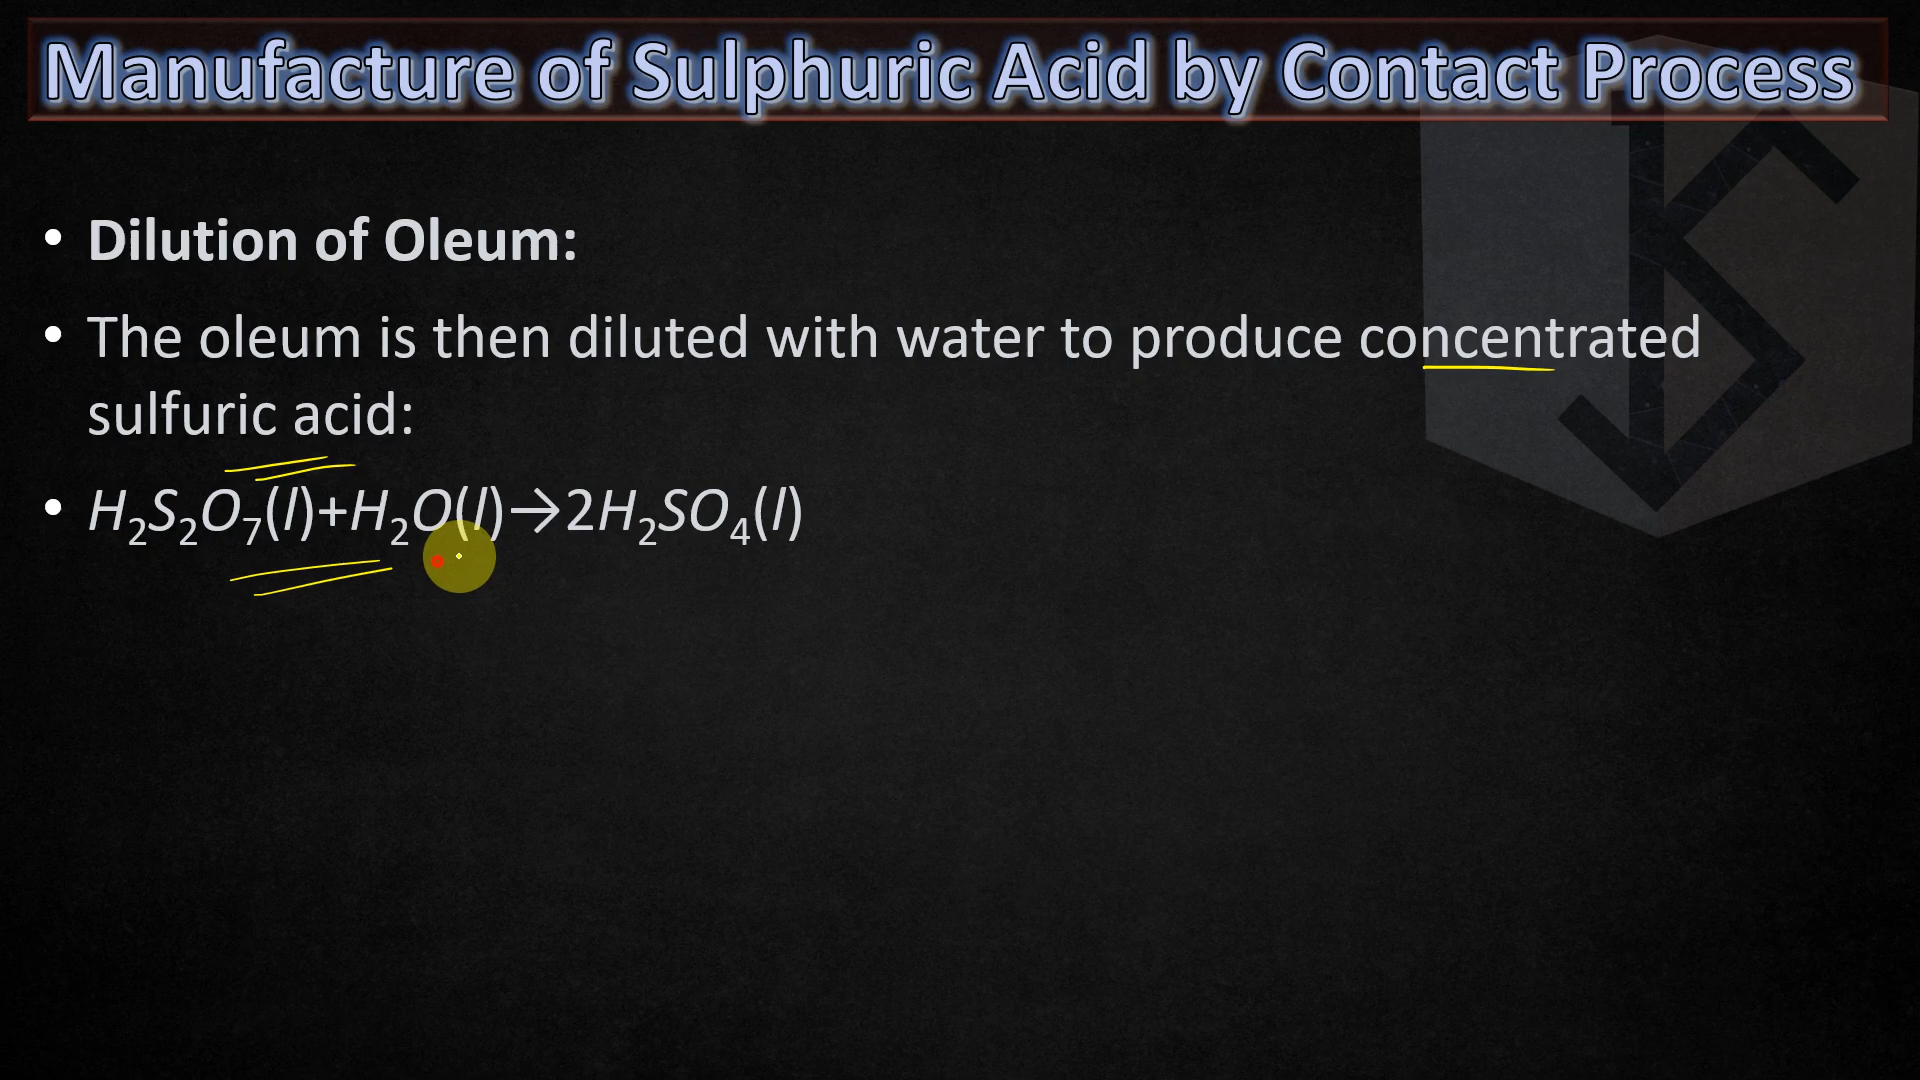 Manufacture of Sulphuric Acid by Contact Process
• Dilution of Oleum:
• The oleum is then diluted with water to produce concentrated
sulfuric acid:
• H₂S₂O₇(l)+H₂O(l)→2H₂SO₄(l)